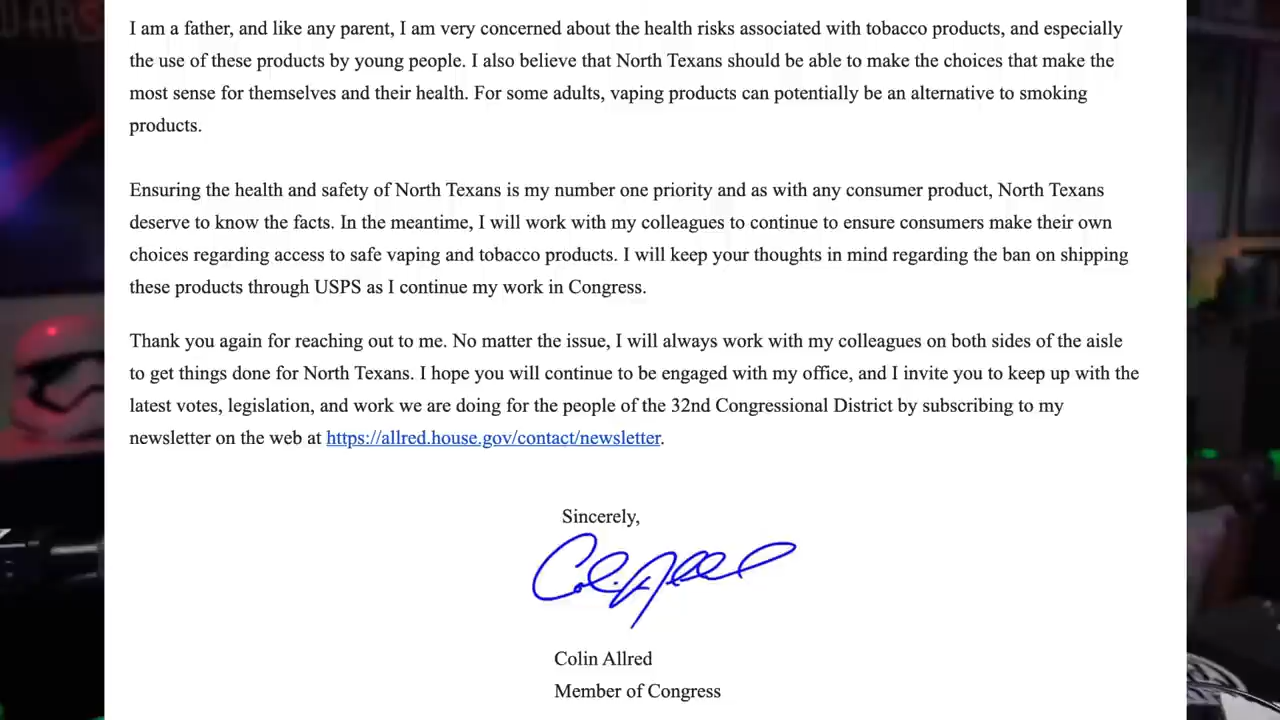 WARS
I am a father, and like any parent, I am very concerned about the health risks associated with tobacco products, and especially
the use of these products by young people. I also believe that North Texans should be able to make the choices that make the
most sense for themselves and their health. For some adults, vaping products can potentially be an alternative to smoking
products.
Ensuring the health and safety of North Texans is my number one priority and as with any consumer product, North Texans
deserve to know the facts. In the meantime, I will work with my colleagues to continue to ensure consumers make their own
choices regarding access to safe vaping and tobacco products. I will keep your thoughts in mind regarding the ban on shipping
these products through USPS as I continue my work in Congress.
Thank you again for reaching out to me. No matter the issue, I will always work with my colleagues on both sides of the aisle
to get things done for North Texans. I hope you will continue to be engaged with my office, and I invite you to keep up with the
latest votes, legislation, and work we are doing for the people of the 32nd Congressional District by subscribing to my
newsletter on the web at https://allred.house.gov/contact/newsletter.
Sincerely,
Colin Allred
Colin Allred
Member of Congress